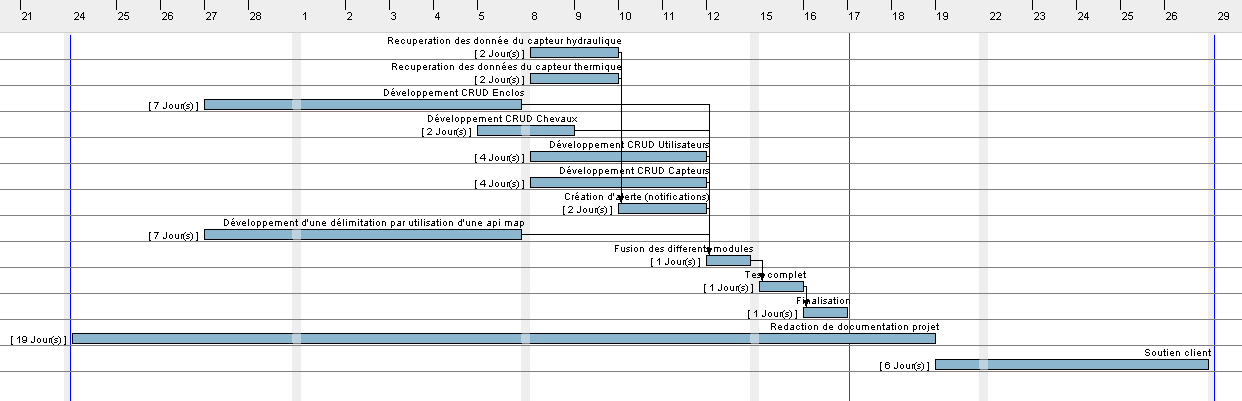 21 24 25 26 27 28 1 2 3 4 5 8 9 10 11 12 15 16 17 18 19 22 23 24 25 26 29
Recuperation des donnée du capteur hydraulique
[ 2 Jour(s) ]
Recuperation des données du capteur thermique
[ 2 Jour(s) ]
Développement CRUD Enclos
[ 7 Jour(s) ]
Développement CRUD Chevaux
[ 2 Jour(s) ]
Développement CRUD Utilisateurs
[ 4 Jour(s) ]
Développement CRUD Capteurs
[ 4 Jour(s) ]
Création d'alerte (notifications)
[ 2 Jour(s) ]
Développement d'une délimitation par utilisation d'une api map
[ 7 Jour(s) ]
Fusion des differents modules
[ 1 Jour(s) ]
Test complet
[ 1 Jour(s) ]
Finalisation
[ 1 Jour(s) ]
Redaction de documentation projet
[ 19 Jour(s) ]
Soutien client
[ 6 Jour(s) ]